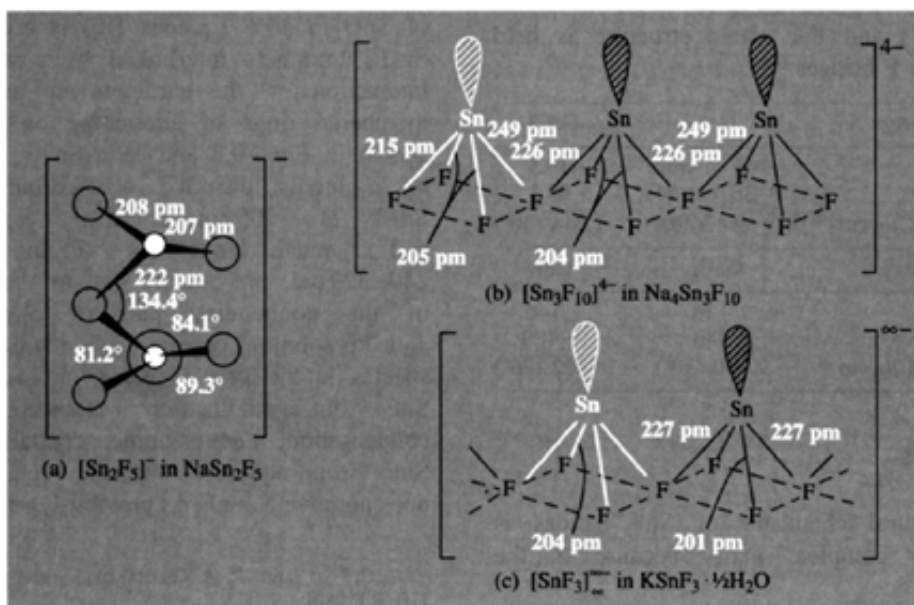 4−
Sn Sn Sn
249 pm 249 pm
215 pm 226 pm 226 pm
F F F
F F F F
F F F
205 pm 204 pm
(b) [Sn₃F₁₀]⁴⁻ in Na₄Sn₃F₁₀
−
208 pm
207 pm
222 pm
134.4°
84.1°
81.2°
89.3°
(a) [Sn₂F₅]⁻ in NaSn₂F₅
∞−
Sn Sn
227 pm 227 pm
F F
F F F
F F
204 pm 201 pm
(c) [SnF₃]∞∞− in KSnF₃ · ½H₂O